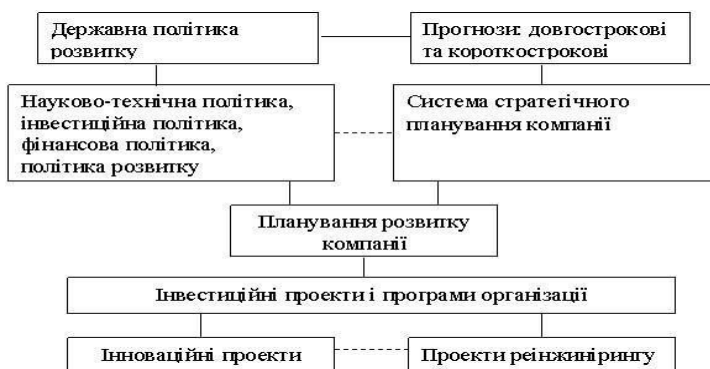 Державна політика
розвитку
Прогнози: довгострокові
та короткострокові
Науково-технічна політика,
інвестиційна політика,
фінансова політика,
політика розвитку
Система стратегічного
планування компанії
Планування розвитку
компанії
Інвестиційні проекти і програми організації
Інноваційні проекти
Проекти реінжинірингу